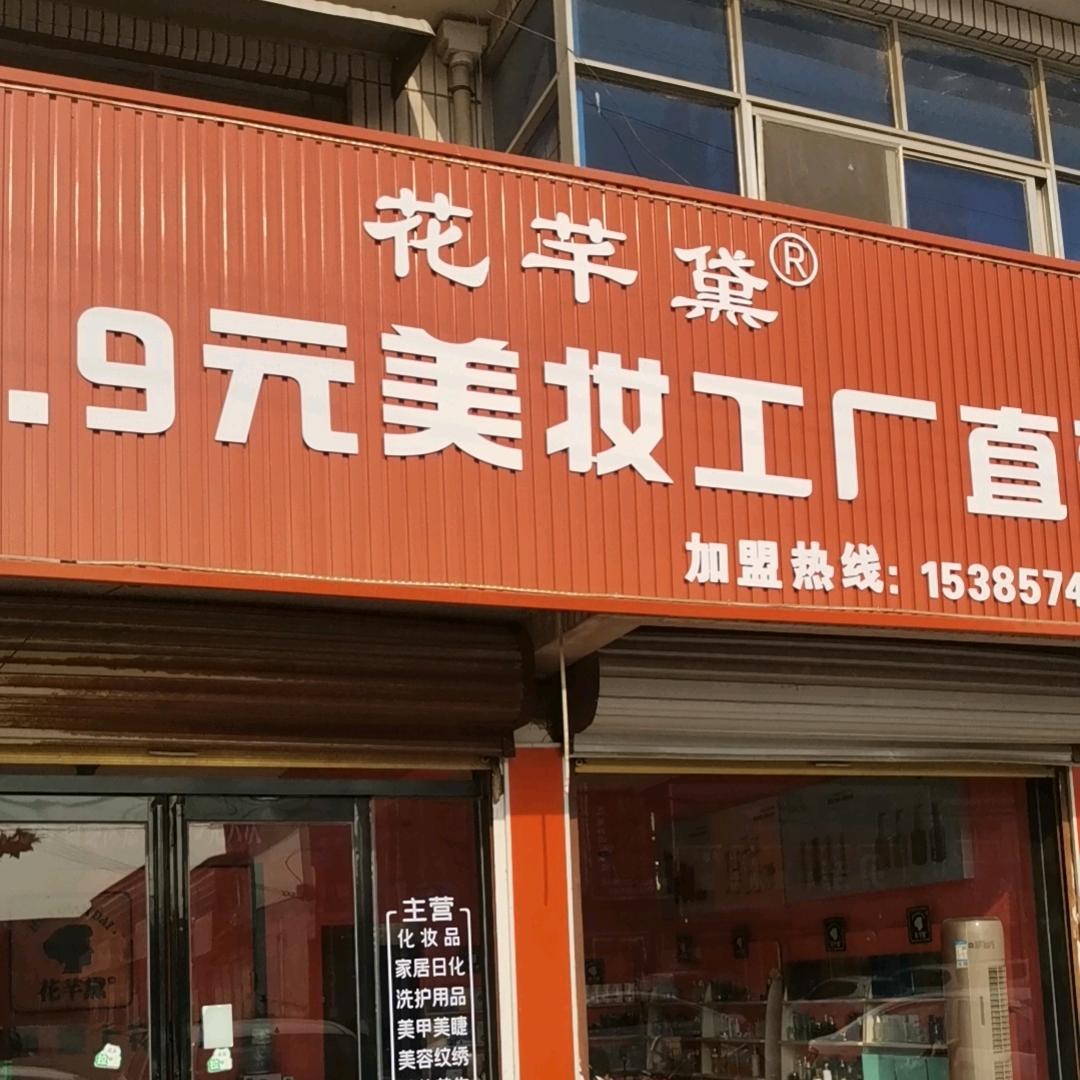 花芊黛®
.9元美妆工厂直
加盟热线: 1538574
主营
化妆品
家居日化
洗护用品
美甲美睫
美容纹绣
花芊黛